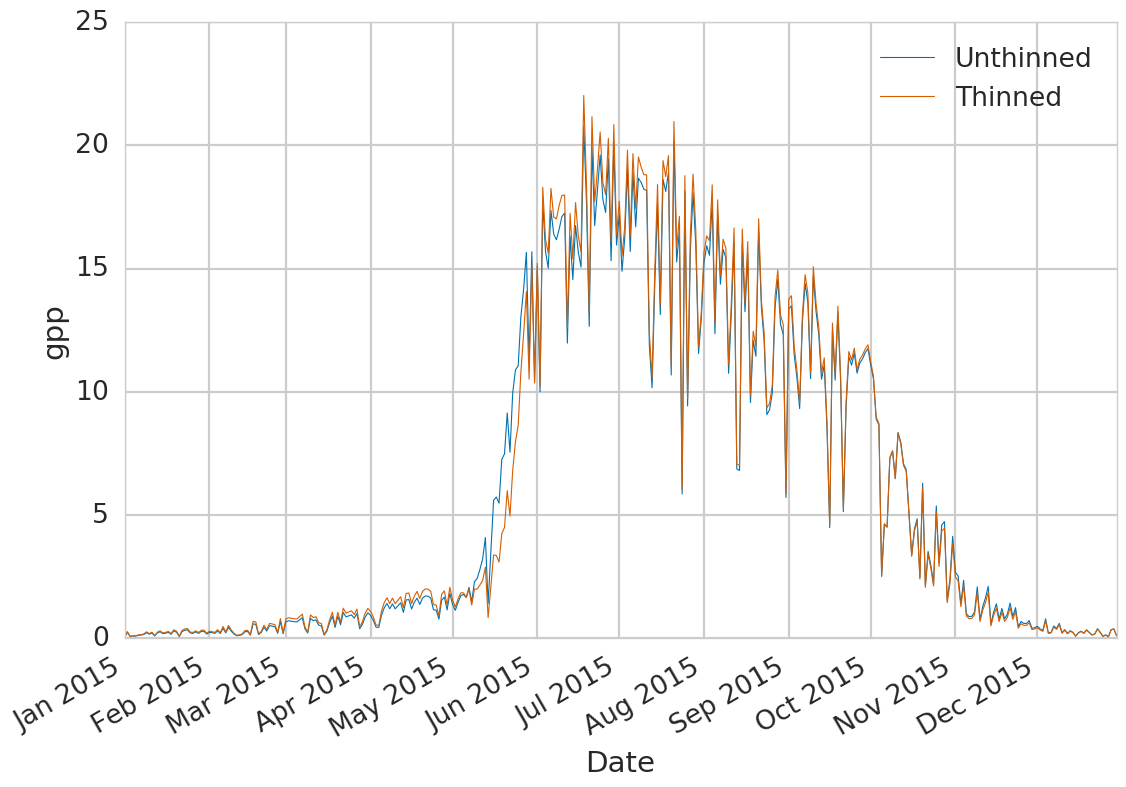 25
20
15
10
5
0
gpp
Unthinned
Thinned
Jan 2015
Feb 2015
Mar 2015
Apr 2015
May 2015
Jun 2015
Jul 2015
Aug 2015
Sep 2015
Oct 2015
Nov 2015
Dec 2015
Date